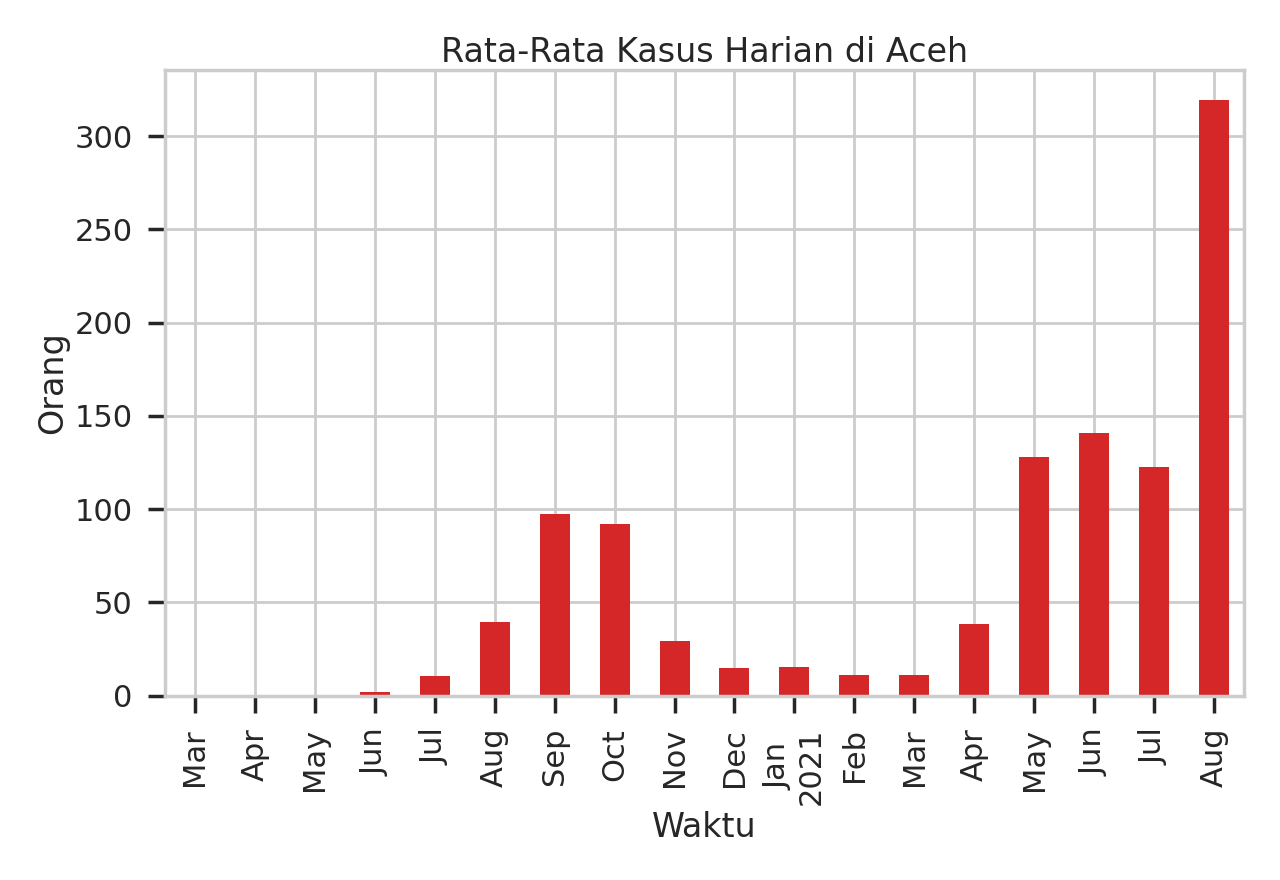 Rata-Rata Kasus Harian di Aceh
300
250
200
150
100
50
0
Orang
Mar
Apr
May
Jun
Jul
Aug
Sep
Oct
Nov
Dec
Jan
2021
Feb
Mar
Apr
May
Jun
Jul
Aug
Waktu